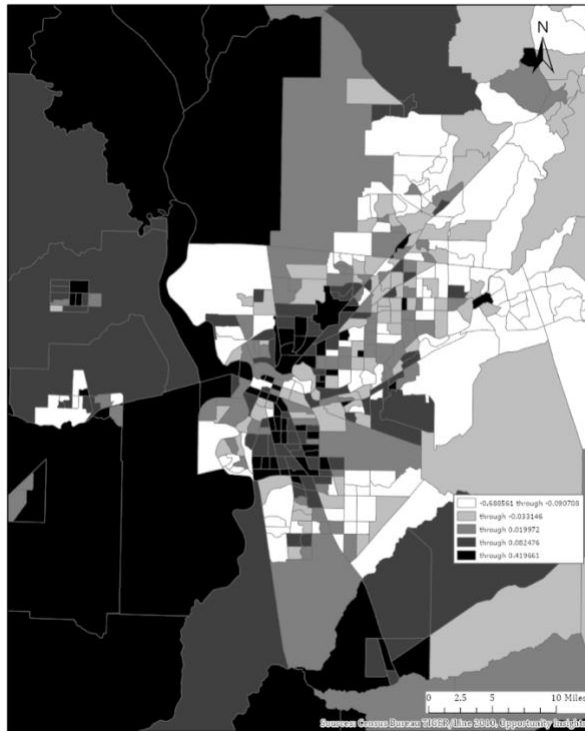 N
-0.688561 through -0.090708
through -0.033146
through 0.019972
through 0.082476
through 0.419661
0 2.5 5 10 Miles
Sources: Census Bureau TIGER/Line 2010, Opportunity Insights